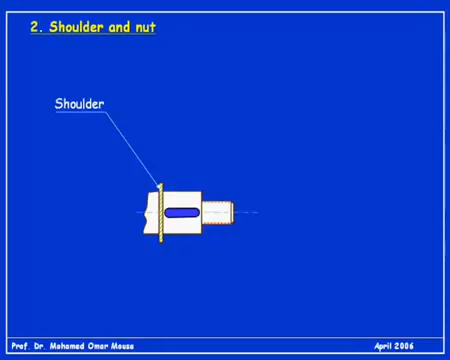 2. Shoulder and nut
Shoulder
Prof. Dr. Mohamed Omar Mousa
April 2006